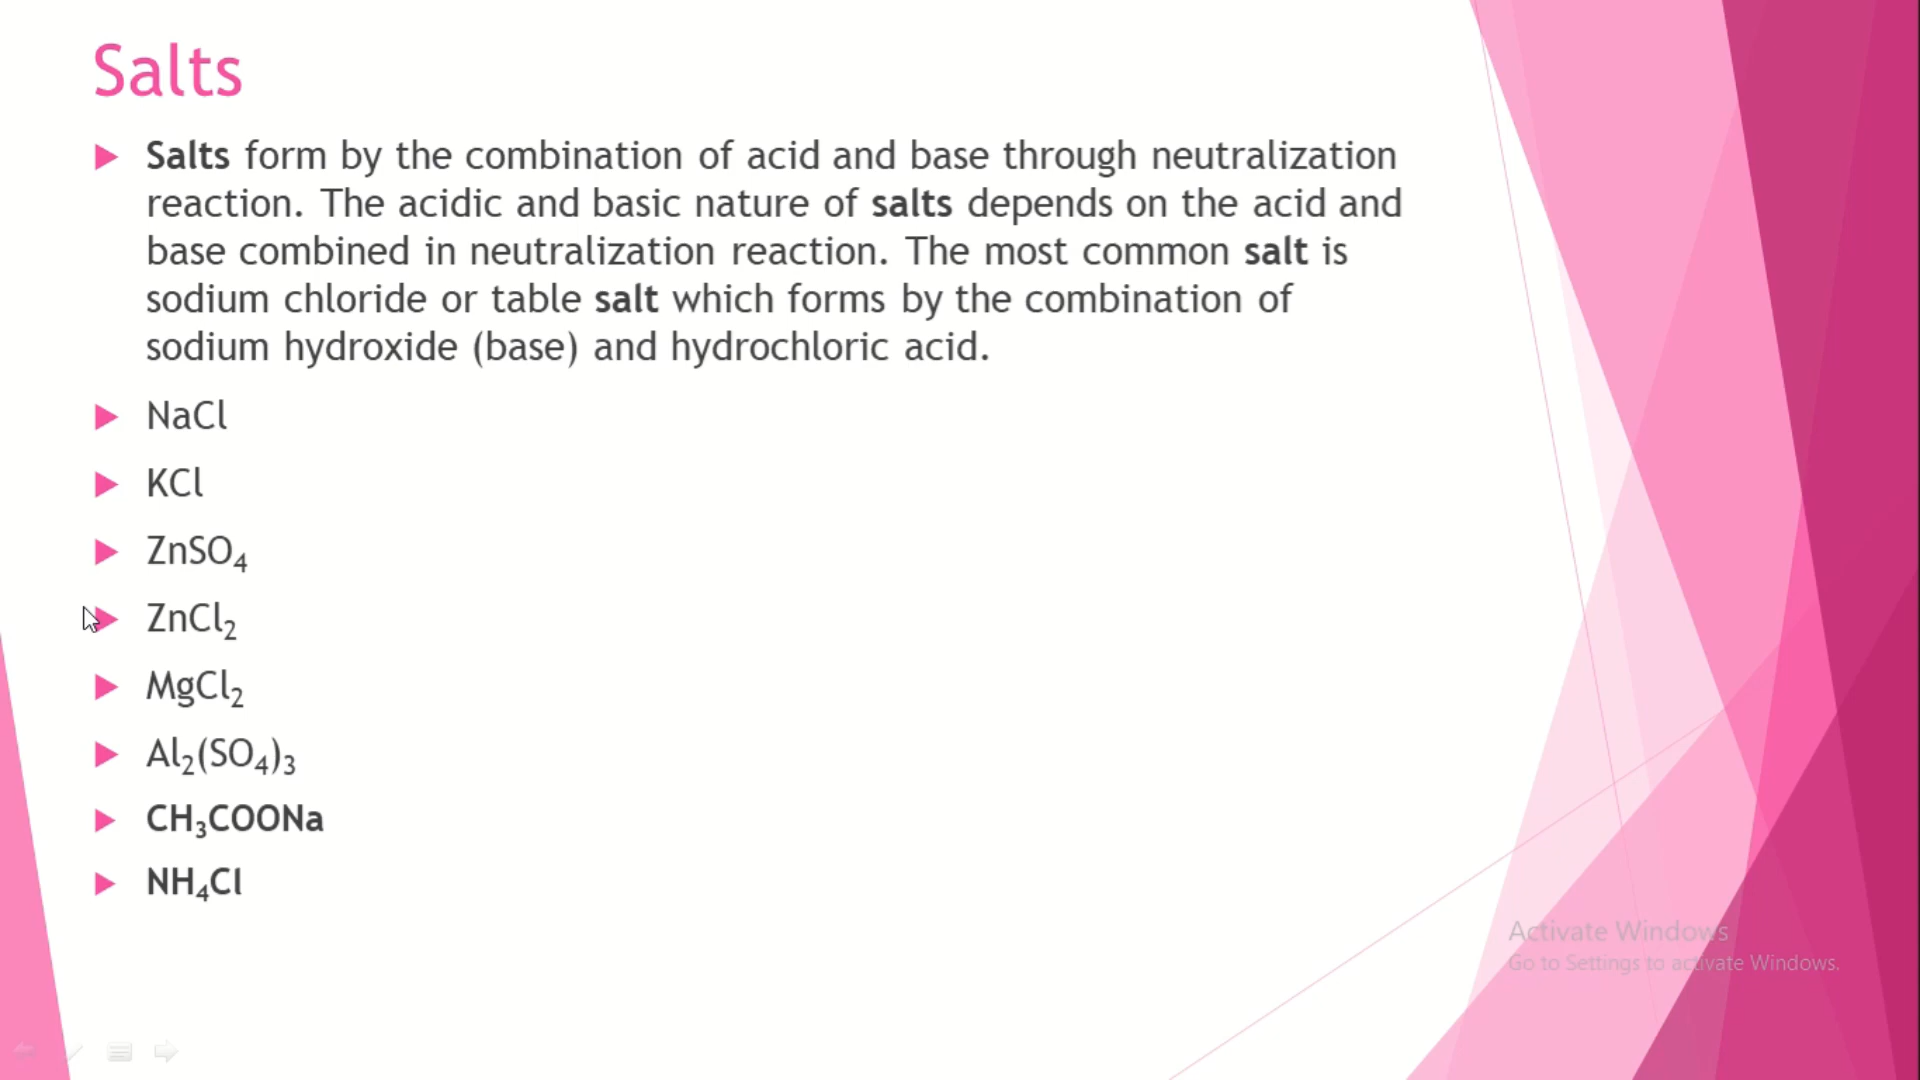 Salts
Salts form by the combination of acid and base through neutralization
reaction. The acidic and basic nature of salts depends on the acid and
base combined in neutralization reaction. The most common salt is
sodium chloride or table salt which forms by the combination of
sodium hydroxide (base) and hydrochloric acid.
NaCl
KCl
ZnSO₄
ZnCl₂
MgCl₂
Al₂(SO₄)₃
CH₃COONa
NH₄Cl
Activate Windows
Go to Settings to activate Windows.